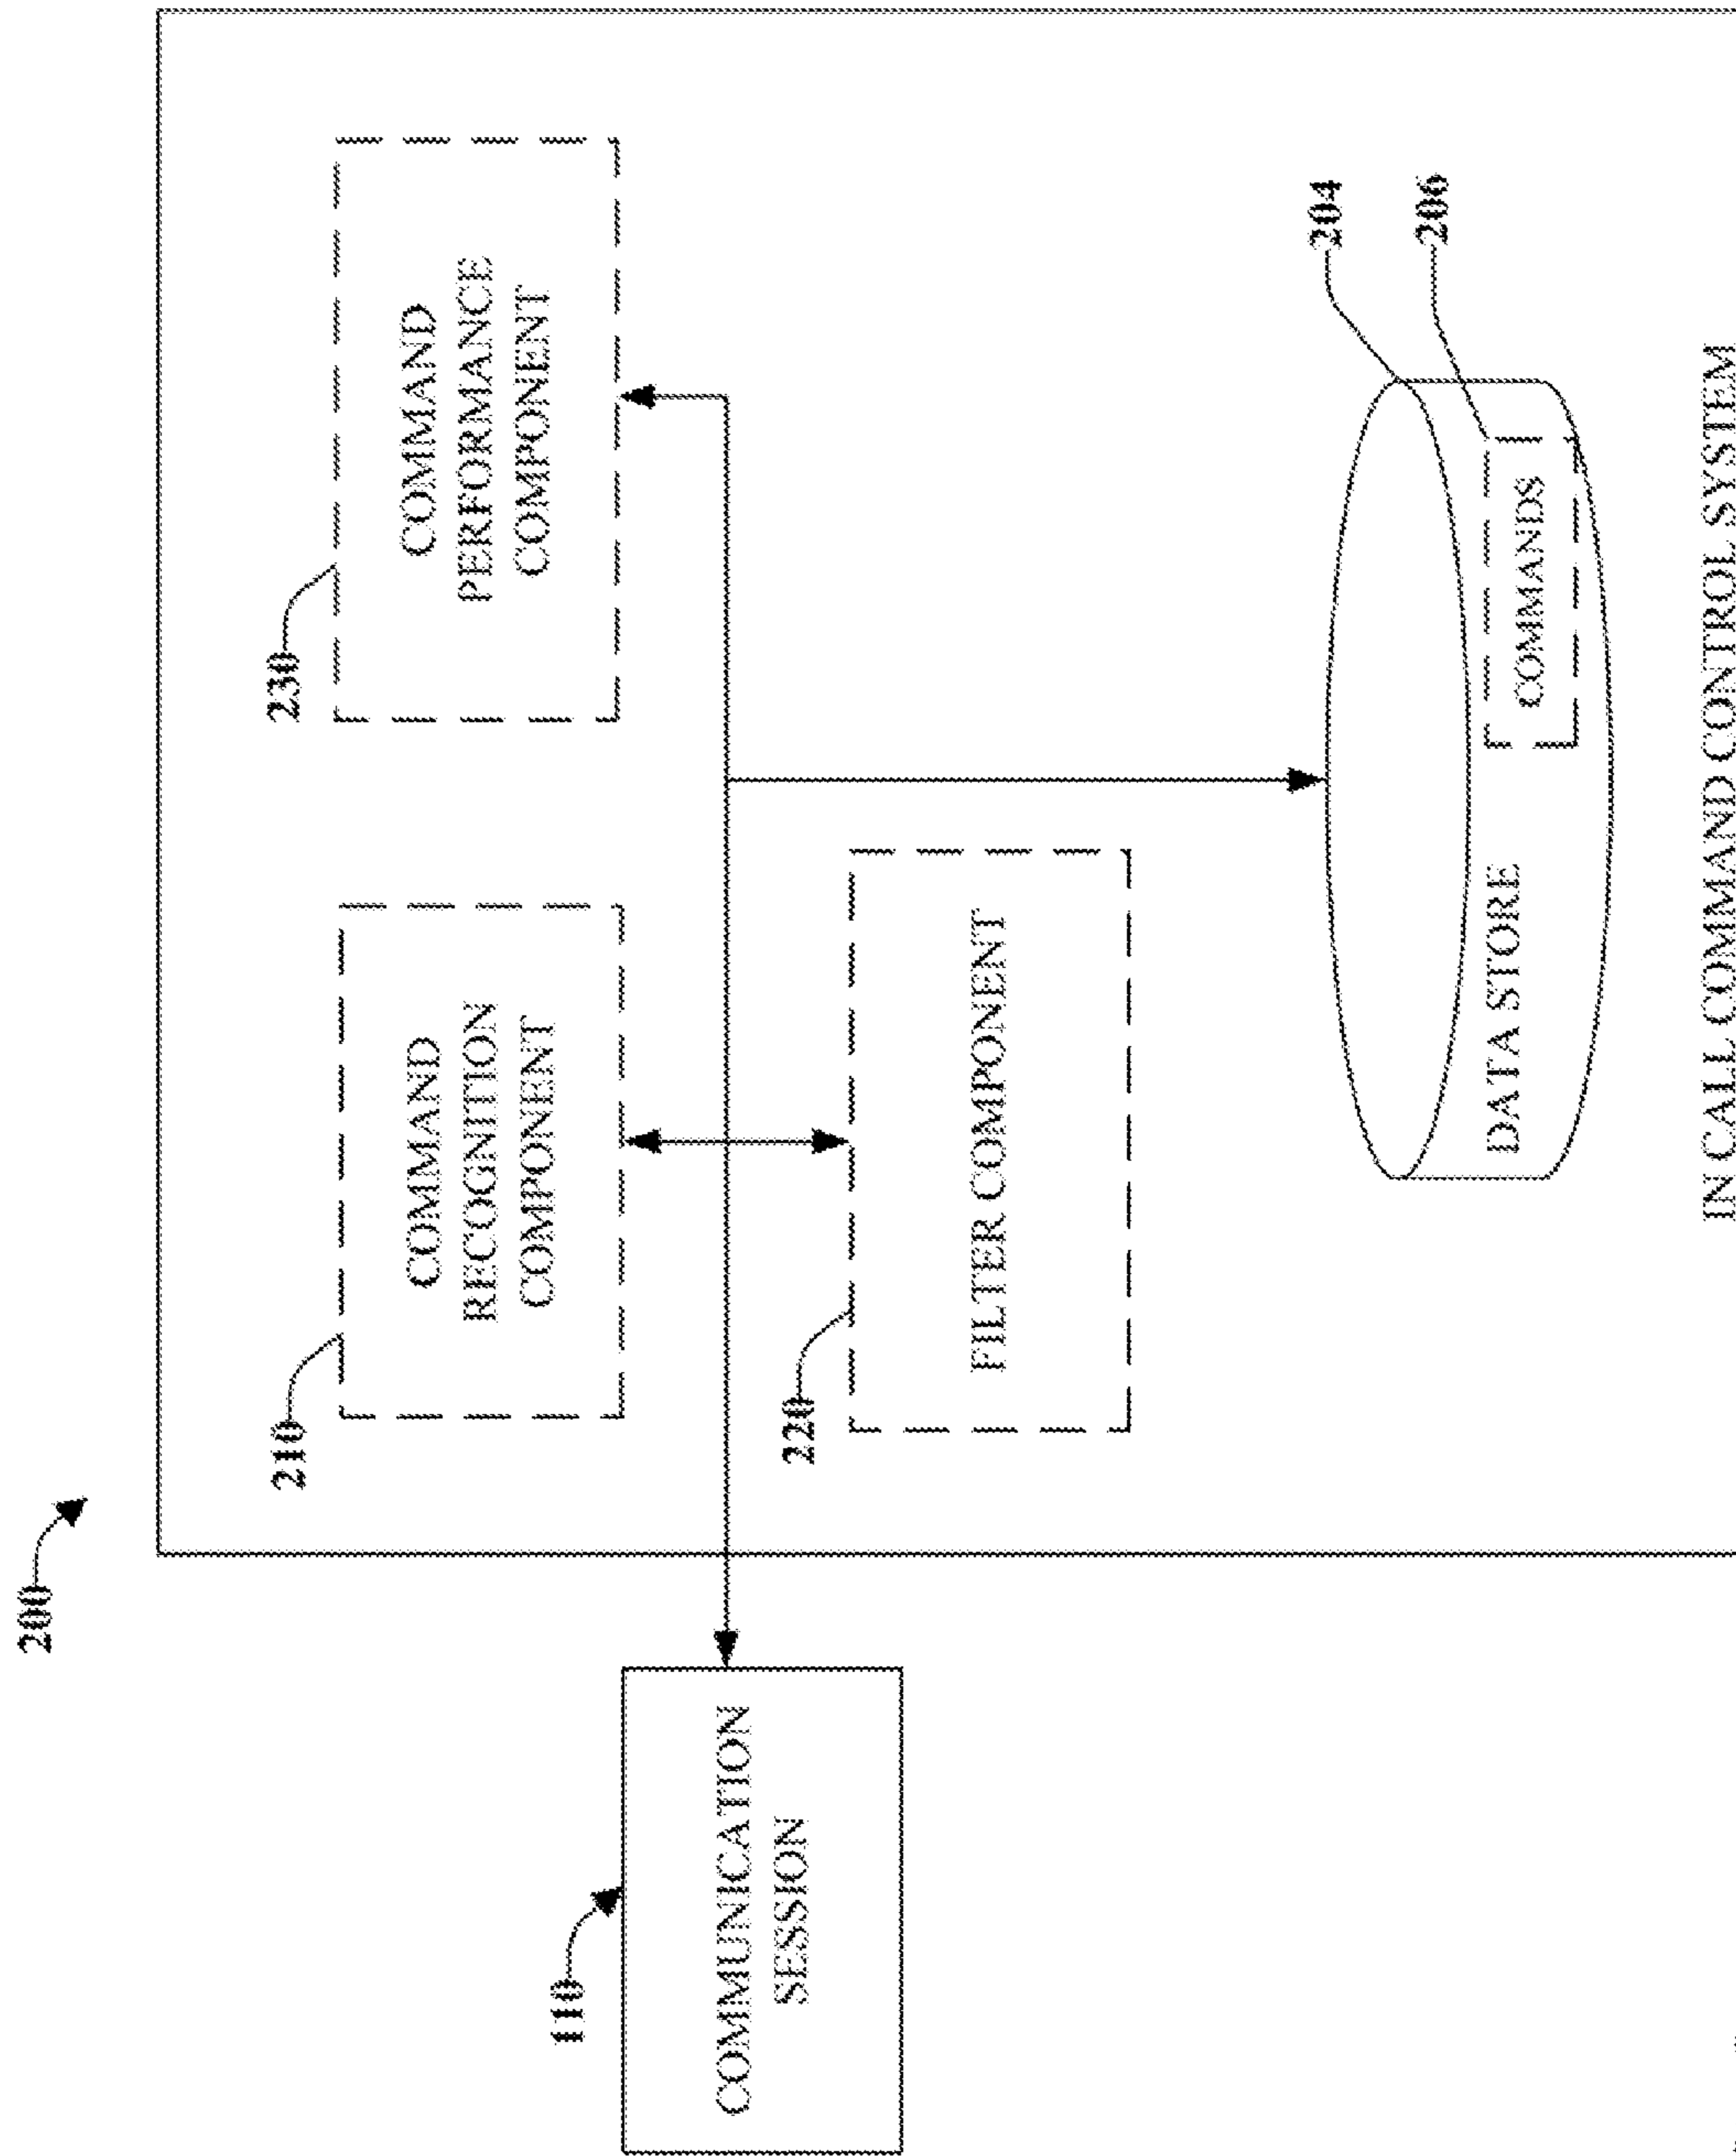 200
110
COMMUNICATION
SESSION
210
COMMAND
RECOGNITION
COMPONENT
230
COMMAND
PERFORMANCE
COMPONENT
220
FILTER COMPONENT
204
206
DATA STORE
COMMANDS
IN CALL COMMAND CONTROL SYSTEM